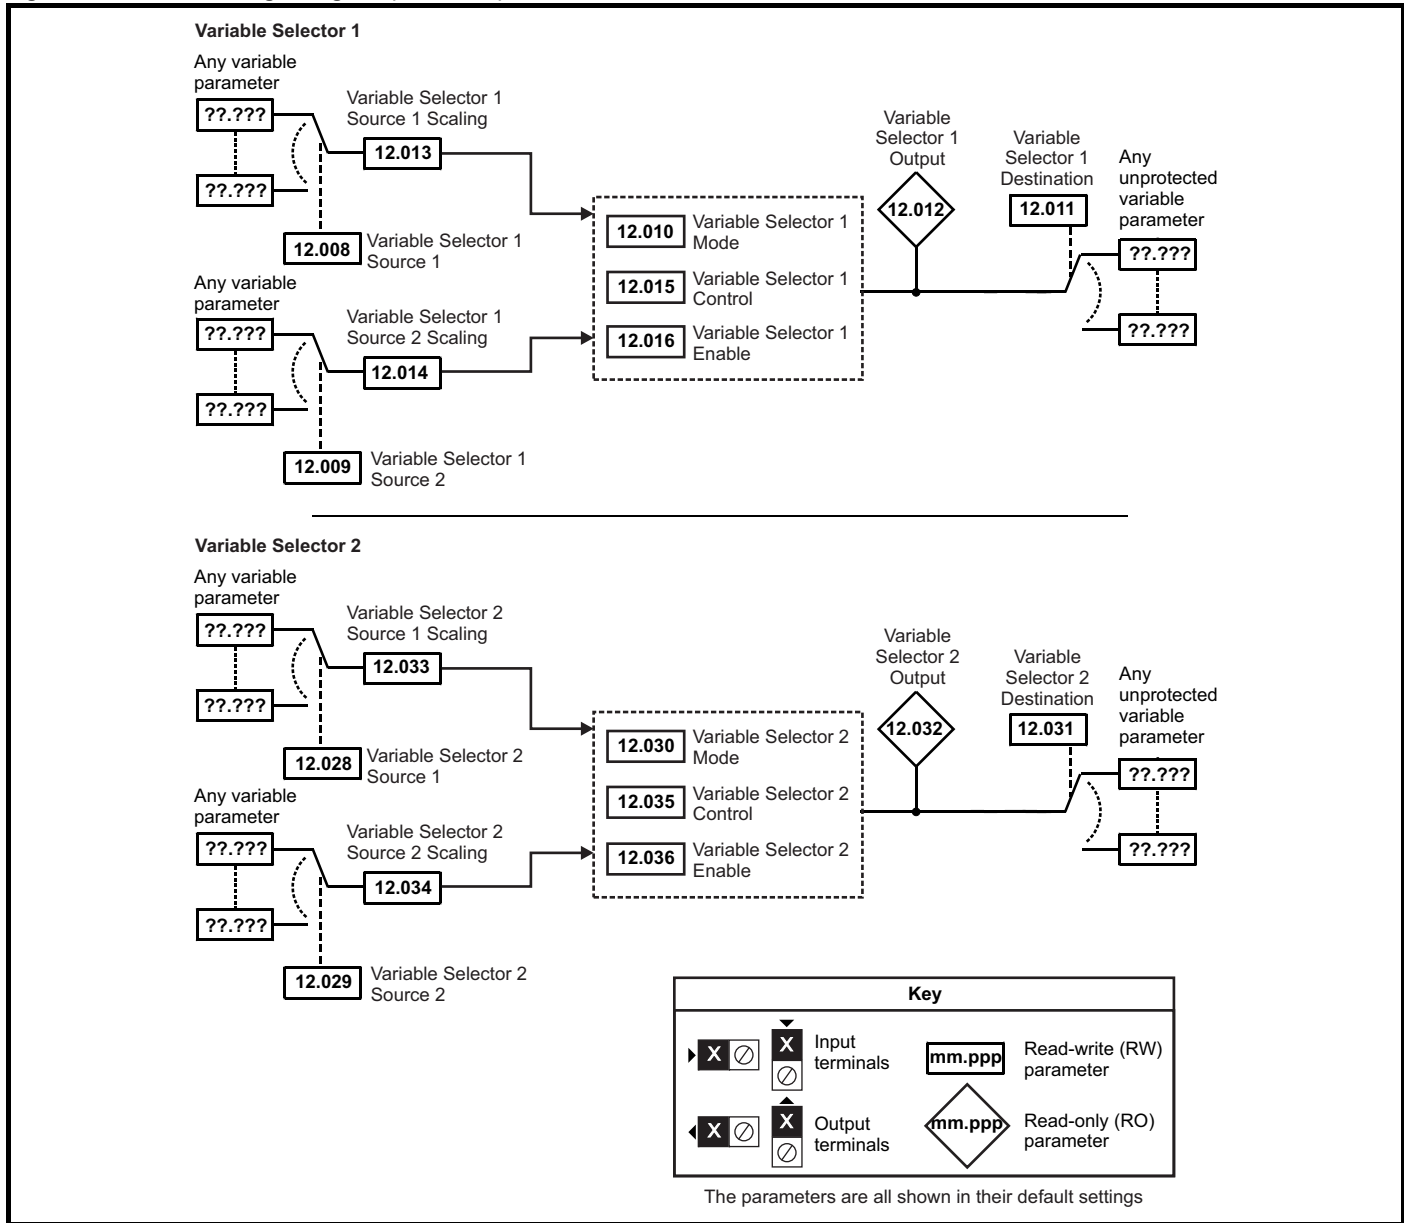 Variable Selector 1
Any variable
parameter
??.???
??.???
Variable Selector 1
Source 1 Scaling
12.013
12.008
Variable Selector 1
Source 1
Any variable
parameter
??.???
??.???
Variable Selector 1
Source 2 Scaling
12.014
12.009
Variable Selector 1
Source 2
12.010
Variable Selector 1
Mode
12.015
Variable Selector 1
Control
12.016
Variable Selector 1
Enable
Variable
Selector 1
Output
12.012
Variable
Selector 1
Destination
12.011
Any
unprotected
variable
parameter
??.???
??.???
Variable Selector 2
Any variable
parameter
??.???
??.???
Variable Selector 2
Source 1 Scaling
12.033
12.028
Variable Selector 2
Source 1
Any variable
parameter
??.???
??.???
Variable Selector 2
Source 2 Scaling
12.034
12.029
Variable Selector 2
Source 2
12.030
Variable Selector 2
Mode
12.035
Variable Selector 2
Control
12.036
Variable Selector 2
Enable
Variable
Selector 2
Output
12.032
Variable
Selector 2
Destination
12.031
Any
unprotected
variable
parameter
??.???
??.???
Key
X
X
Input
terminals
mm.ppp
Read-write (RW)
parameter
X
X
Output
terminals
mm.ppp
Read-only (RO)
parameter
The parameters are all shown in their default settings